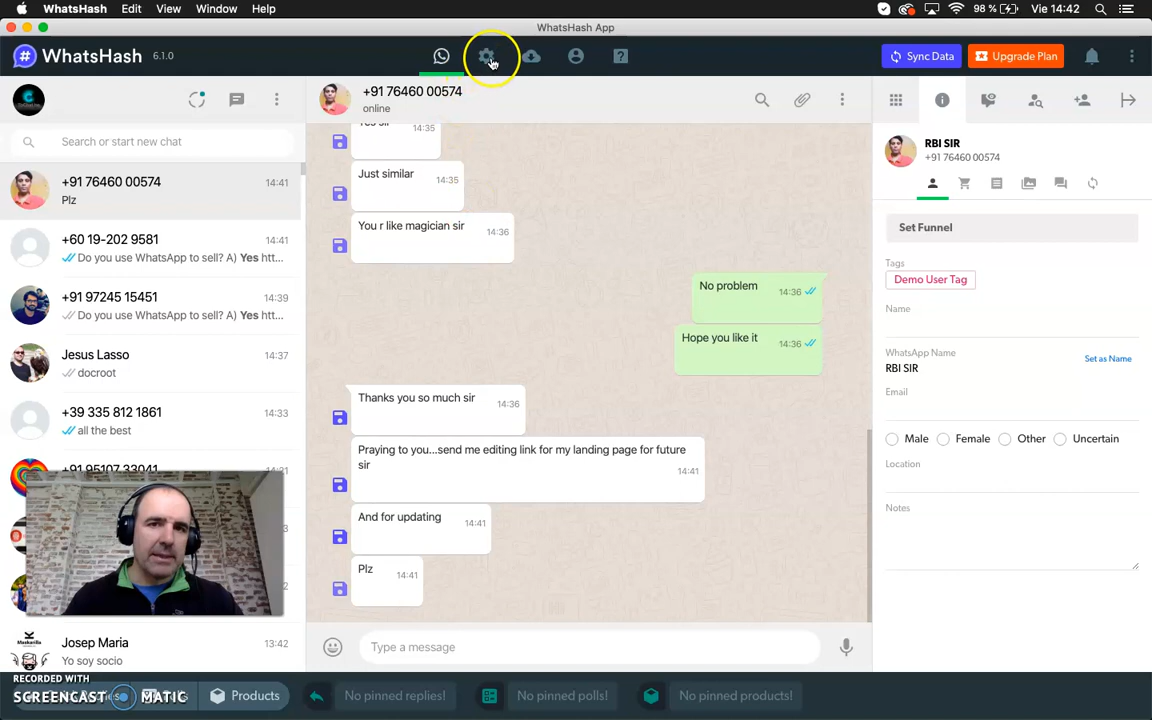 WhatsHash Edit View Window Help
98 % Vie 14:42
WhatsHash App
# WhatsHash 6.1.0
Sync Data
Upgrade Plan
Search or start new chat
+91 76460 00574 14:41
Plz
+60 19-202 9581 14:41
Do you use WhatsApp to sell? A) Yes htt...
+91 97245 15451 14:39
Do you use WhatsApp to sell? A) Yes htt...
Jesus Lasso 14:37
docroot
+39 335 812 1861 14:33
all the best
+91 95107 33041
Josep Maria 13:42
Yo soy socio
+91 76460 00574
online
Yes sir 14:35
Just similar 14:35
You r like magician sir 14:36
No problem 14:36
Hope you like it 14:36
Thanks you so much sir 14:36
Praying to you...send me editing link for my landing page for future
sir 14:41
And for updating 14:41
Plz 14:41
Type a message
RBI SIR
+91 76460 00574
Set Funnel
Tags
Demo User Tag
Name
WhatsApp Name
Set as Name
RBI SIR
Email
Male Female Other Uncertain
Location
Notes
RECORDED WITH
SCREENCAST MATIC
Products
No pinned replies!
No pinned polls!
No pinned products!